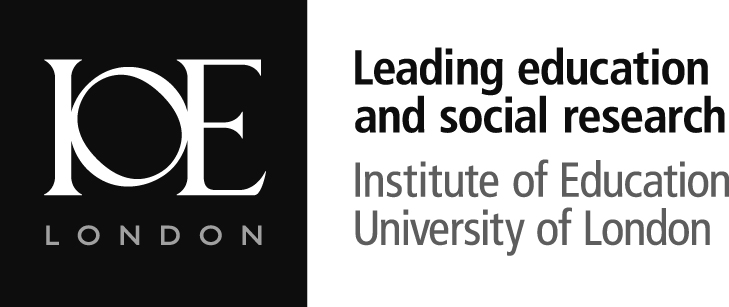 IOE
LONDON
Leading education
and social research
Institute of Education
University of London